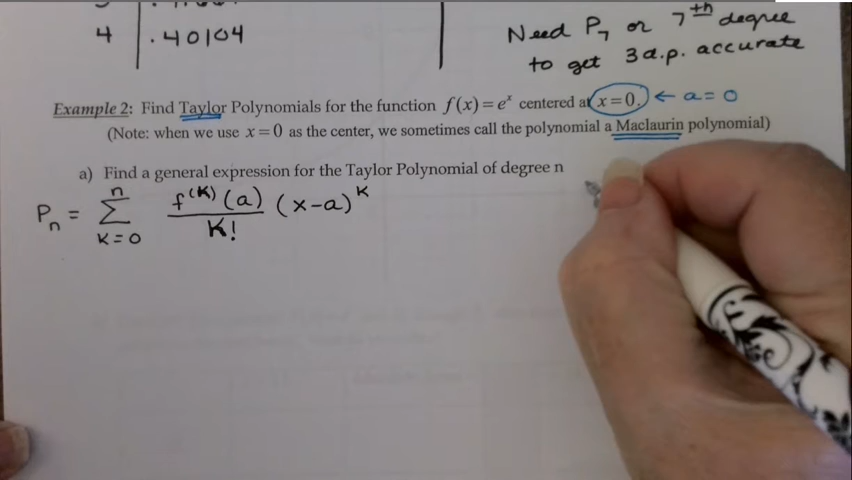 4 .40104
Need P7 or 7th degree
to get 3 d.p. accurate
Example 2: Find Taylor Polynomials for the function f(x) = e^x centered at x = 0. ← a = 0
(Note: when we use x = 0 as the center, we sometimes call the polynomial a Maclaurin polynomial)
a) Find a general expression for the Taylor Polynomial of degree n
Pn = n Σ K=0 f^(K)(a) / K! (x-a)^K